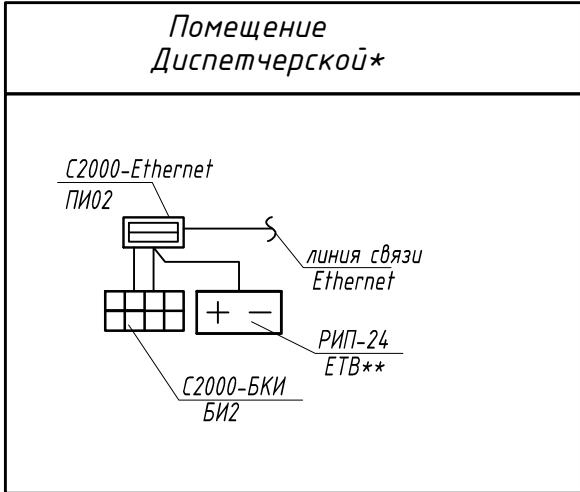 Помещение
Диспетчерской*
С2000-Ethernet
ПИ02
линия связи
Ethernet
+ −
РИП-24
ЕТВ**
С2000-БКИ
БИ2